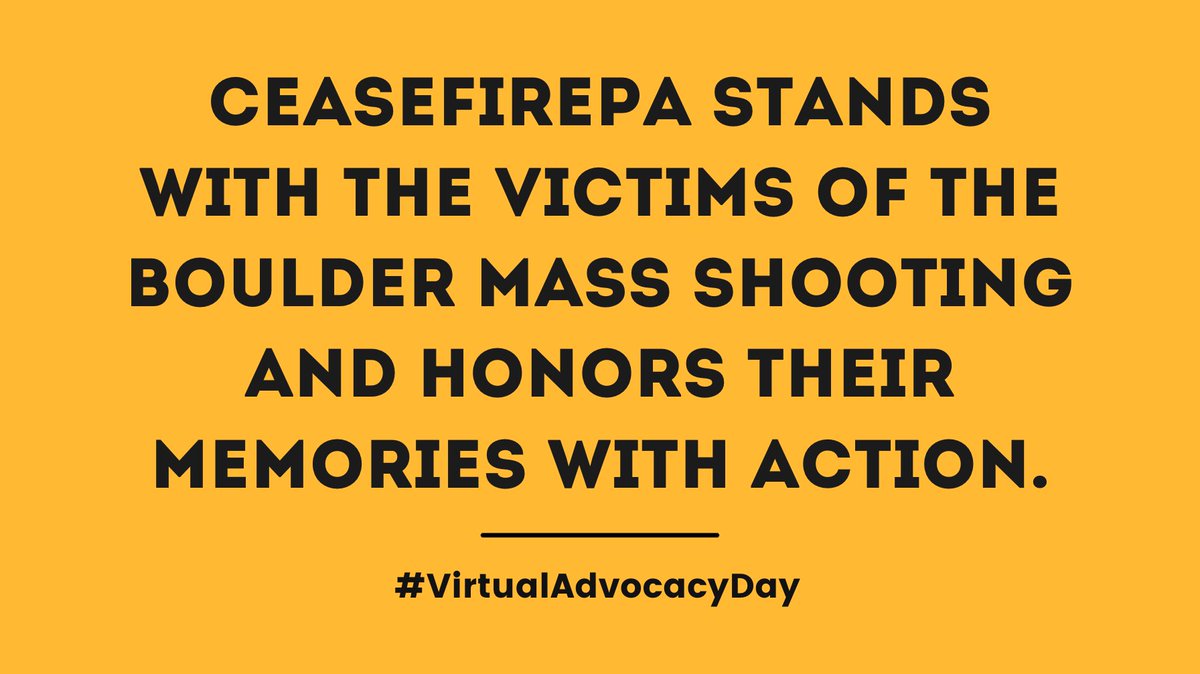 CEASEFIREPA STANDS
WITH THE VICTIMS OF THE
BOULDER MASS SHOOTING
AND HONORS THEIR
MEMORIES WITH ACTION.
#VirtualAdvocacyDay